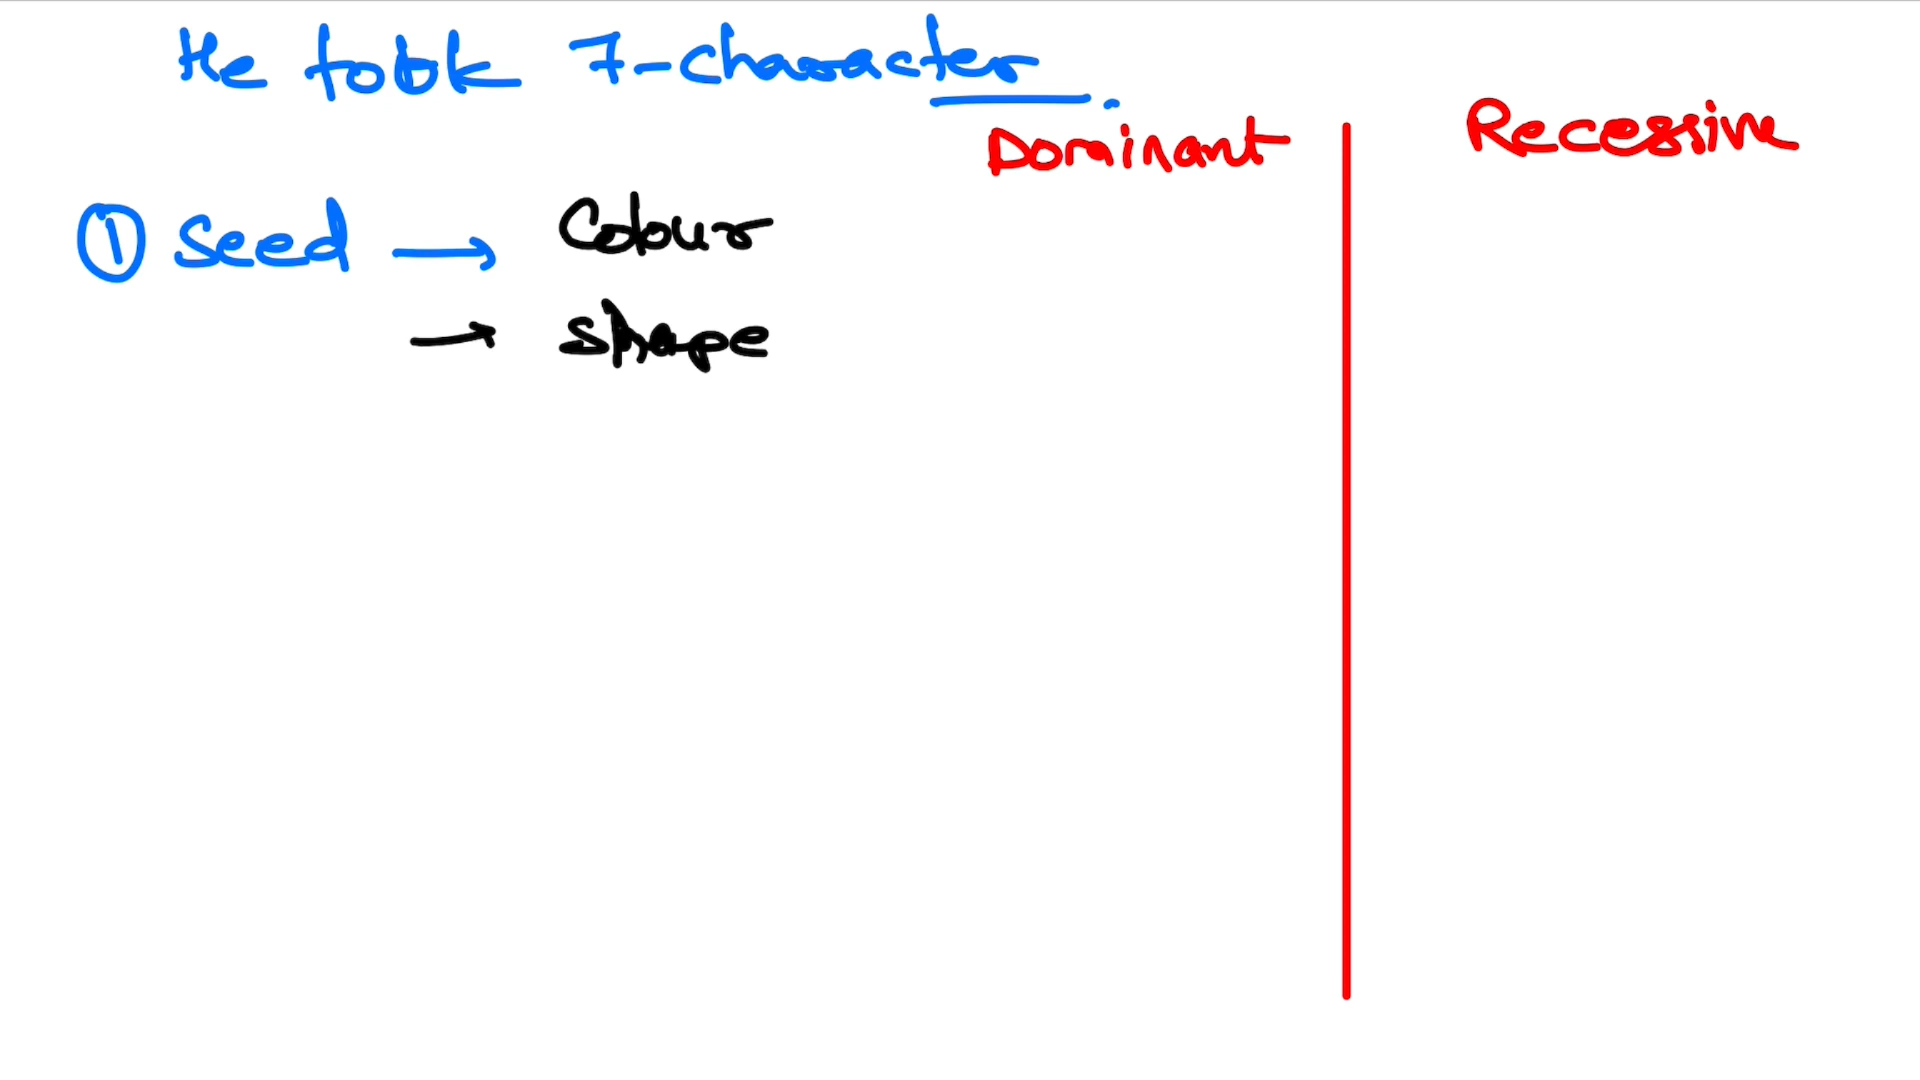 He took 7-character.
Dominant Recessive
① Seed → Colour
→ Shape